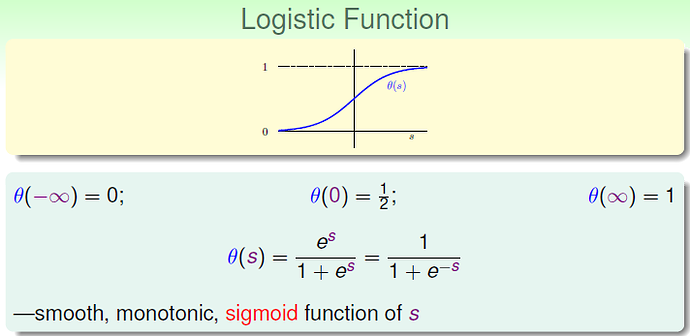 Logistic Function
1
θ(s)
0
s
θ(−∞) = 0; θ(0) = 1/2; θ(∞) = 1
θ(s) = e^s / (1 + e^s) = 1 / (1 + e^−s)
—smooth, monotonic, sigmoid function of s